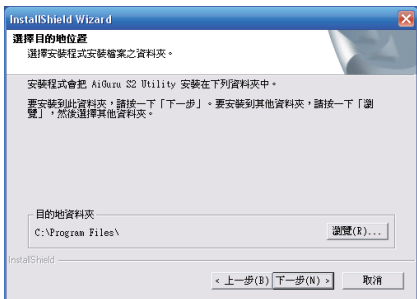 InstallShield Wizard
選擇目的地位置
選擇安裝程式安裝檔案之資料夾。
安裝程式會把 AiGuru S2 Utility 安裝在下列資料夾中。
要安裝到此資料夾，請按一下「下一步」。要安裝到其他資料夾，請按一下「瀏
覽」，然後選擇其他資料夾。
目的地資料夾
C:\Program Files\
瀏覽(R)...
InstallShield
< 上一步(B)
下一步(N) >
取消